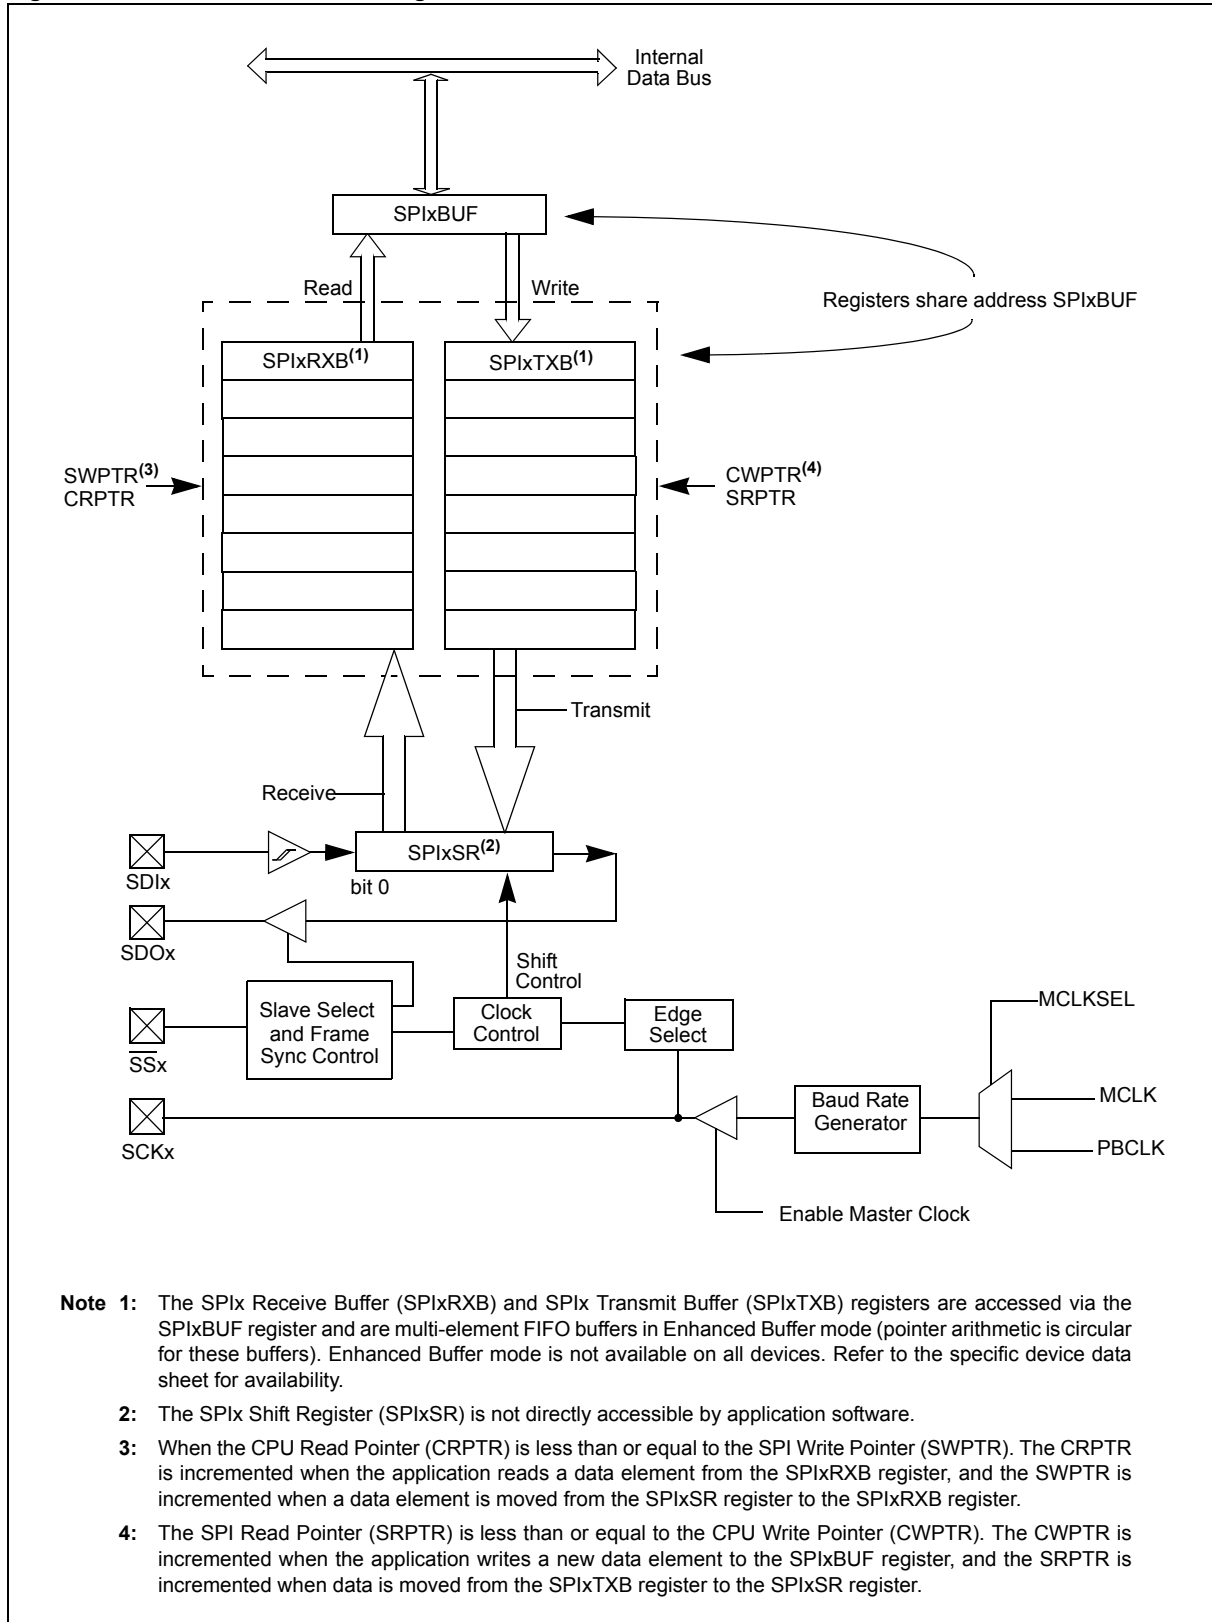 Internal
Data Bus
SPIxBUF
Read
Write
Registers share address SPIxBUF
SPIxRXB(1)
SPIxTXB(1)
SWPTR(3)
CRPTR
CWPTR(4)
SRPTR
Transmit
Receive
SPIxSR(2)
SDIx
bit 0
SDOx
Shift
Control
Slave Select
and Frame
Sync Control
Clock
Control
Edge
Select
MCLKSEL
SSx
Baud Rate
Generator
MCLK
PBCLK
SCKx
Enable Master Clock
Note 1: The SPIx Receive Buffer (SPIxRXB) and SPIx Transmit Buffer (SPIxTXB) registers are accessed via the
SPIxBUF register and are multi-element FIFO buffers in Enhanced Buffer mode (pointer arithmetic is circular
for these buffers). Enhanced Buffer mode is not available on all devices. Refer to the specific device data
sheet for availability.
2: The SPIx Shift Register (SPIxSR) is not directly accessible by application software.
3: When the CPU Read Pointer (CRPTR) is less than or equal to the SPI Write Pointer (SWPTR). The CRPTR
is incremented when the application reads a data element from the SPIxRXB register, and the SWPTR is
incremented when a data element is moved from the SPIxSR register to the SPIxRXB register.
4: The SPI Read Pointer (SRPTR) is less than or equal to the CPU Write Pointer (CWPTR). The CWPTR is
incremented when the application writes a new data element to the SPIxBUF register, and the SRPTR is
incremented when data is moved from the SPIxTXB register to the SPIxSR register.